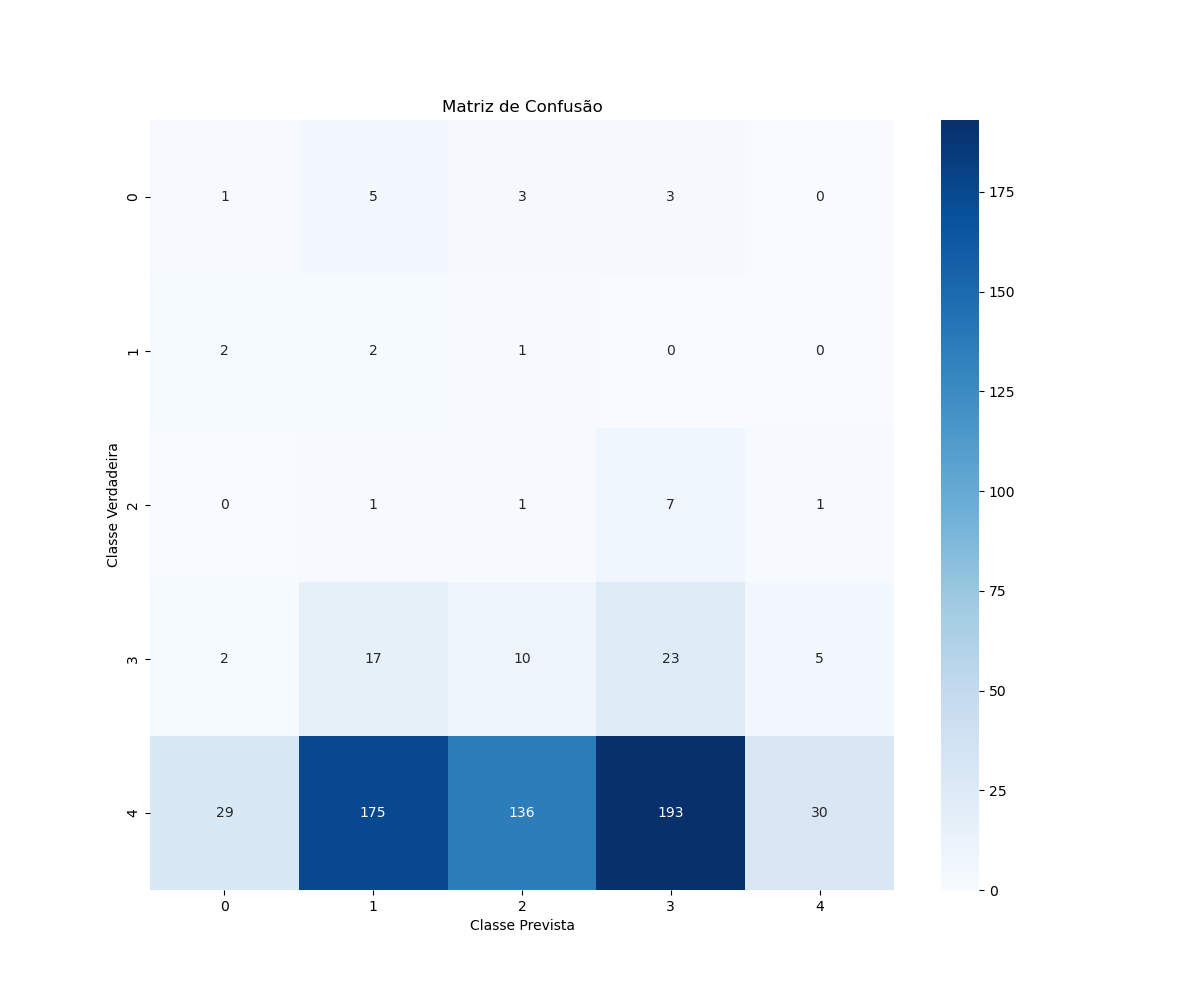 Matriz de Confusão
0 1 5 3 3 0
1 2 2 1 0 0
2 0 1 1 7 1
3 2 17 10 23 5
4 29 175 136 193 30
0 1 2 3 4
Classe Prevista
Classe Verdadeira
175
150
125
100
75
50
25
0